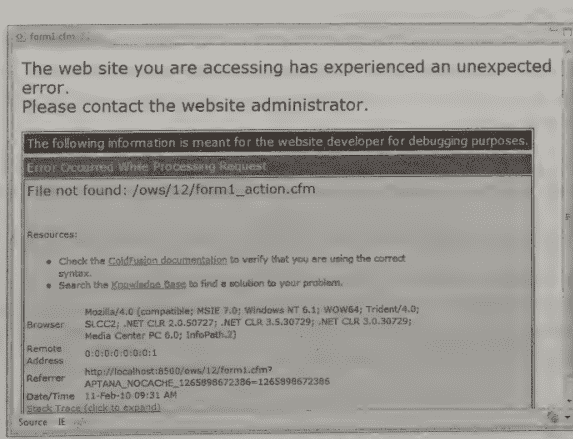 form1.cfm
The web site you are accessing has experienced an unexpected
error.
Please contact the website administrator.
The following information is meant for the website developer for debugging purposes.
Error Occurred While Processing Request
File not found: /ows/12/form1_action.cfm
Resources:
• Check the ColdFusion documentation to verify that you are using the correct
syntax.
• Search the Knowledge Base to find a solution to your problem.
Browser Mozilla/4.0 (compatible; MSIE 7.0; Windows NT 6.1; WOW64; Trident/4.0;
SLCC2; .NET CLR 2.0.50727; .NET CLR 3.5.30729; .NET CLR 3.0.30729;
Media Center PC 6.0; InfoPath.2)
Remote
Address 0:0:0:0:0:0:0:1
Referrer http://localhost:8500/ows/12/form1.cfm?
APTANA_NOCACHE_1265898672386=1265898672386
Date/Time 11-Feb-10 09:31 AM
Stack Trace (click to expand)
Source IE